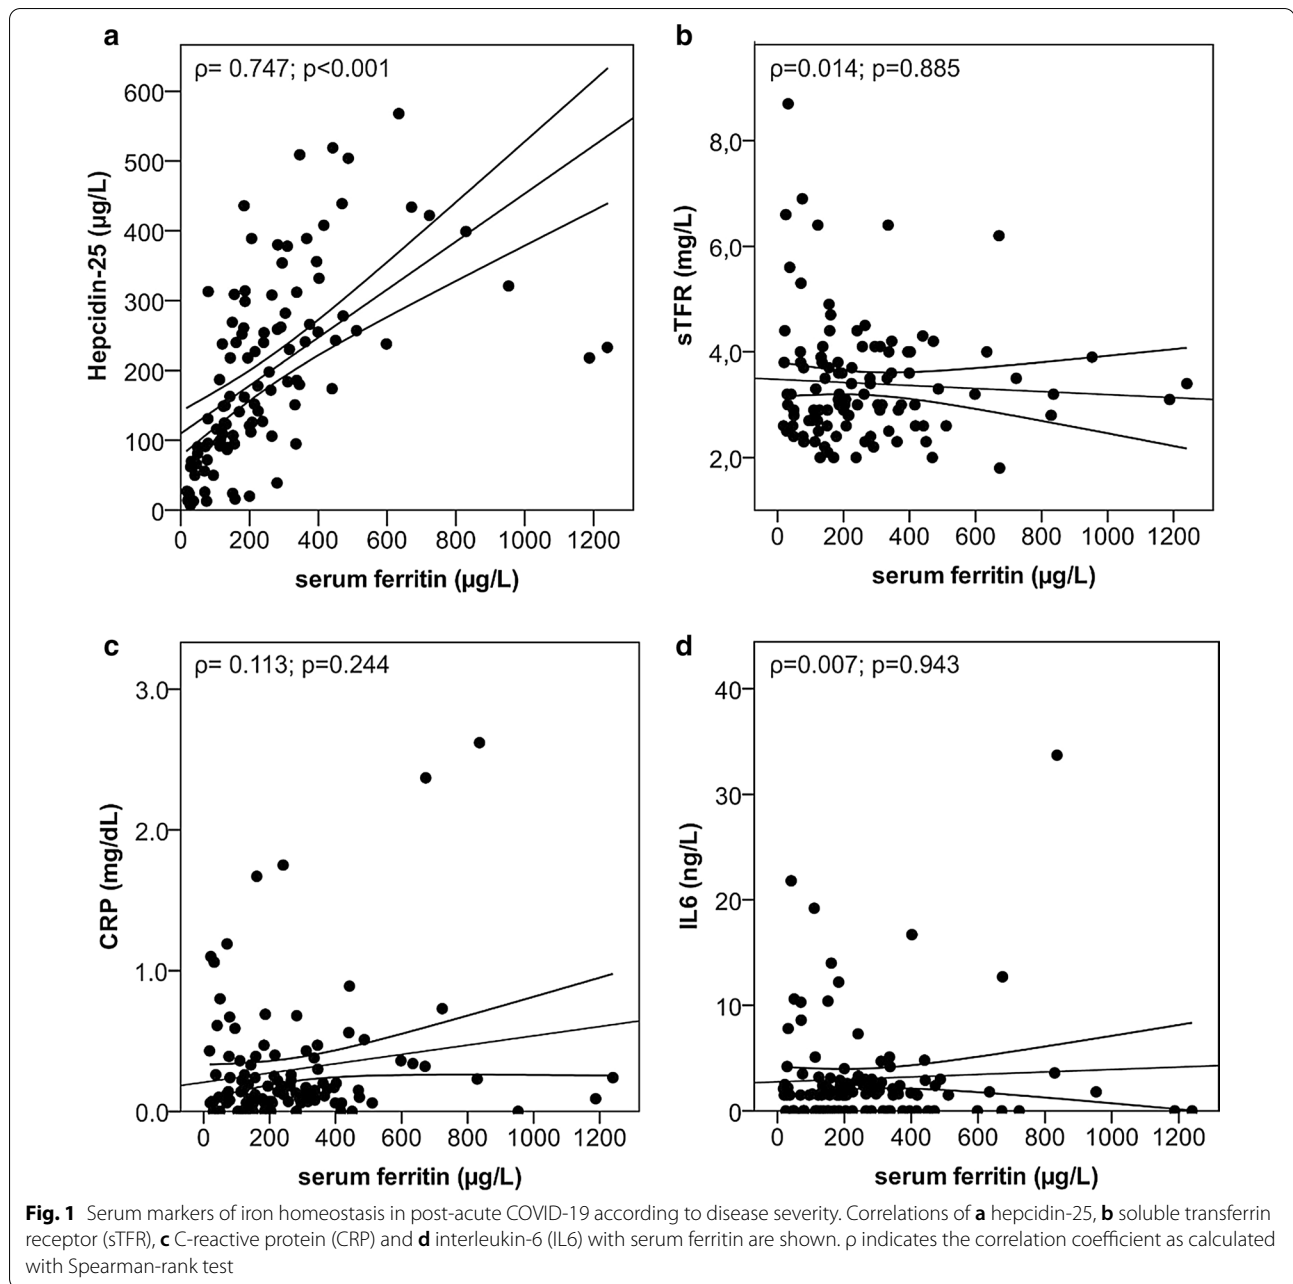 a
ρ= 0.747; p<0.001
Hepcidin-25 (µg/L)
600
500
400
300
200
100
0
0 200 400 600 800 1000 1200
serum ferritin (µg/L)
b
ρ=0.014; p=0.885
sTFR (mg/L)
8,0
6,0
4,0
2,0
0 200 400 600 800 1000 1200
serum ferritin (µg/L)
c
ρ= 0.113; p=0.244
CRP (mg/dL)
3.0
2.0
1.0
0.0
0 200 400 600 800 1000 1200
serum ferritin (µg/L)
d
ρ=0.007; p=0.943
IL6 (ng/L)
40
30
20
10
0
0 200 400 600 800 1000 1200
serum ferritin (µg/L)
Fig. 1 Serum markers of iron homeostasis in post-acute COVID-19 according to disease severity. Correlations of a hepcidin-25, b soluble transferrin
receptor (sTFR), c C-reactive protein (CRP) and d interleukin-6 (IL6) with serum ferritin are shown. ρ indicates the correlation coefficient as calculated
with Spearman-rank test